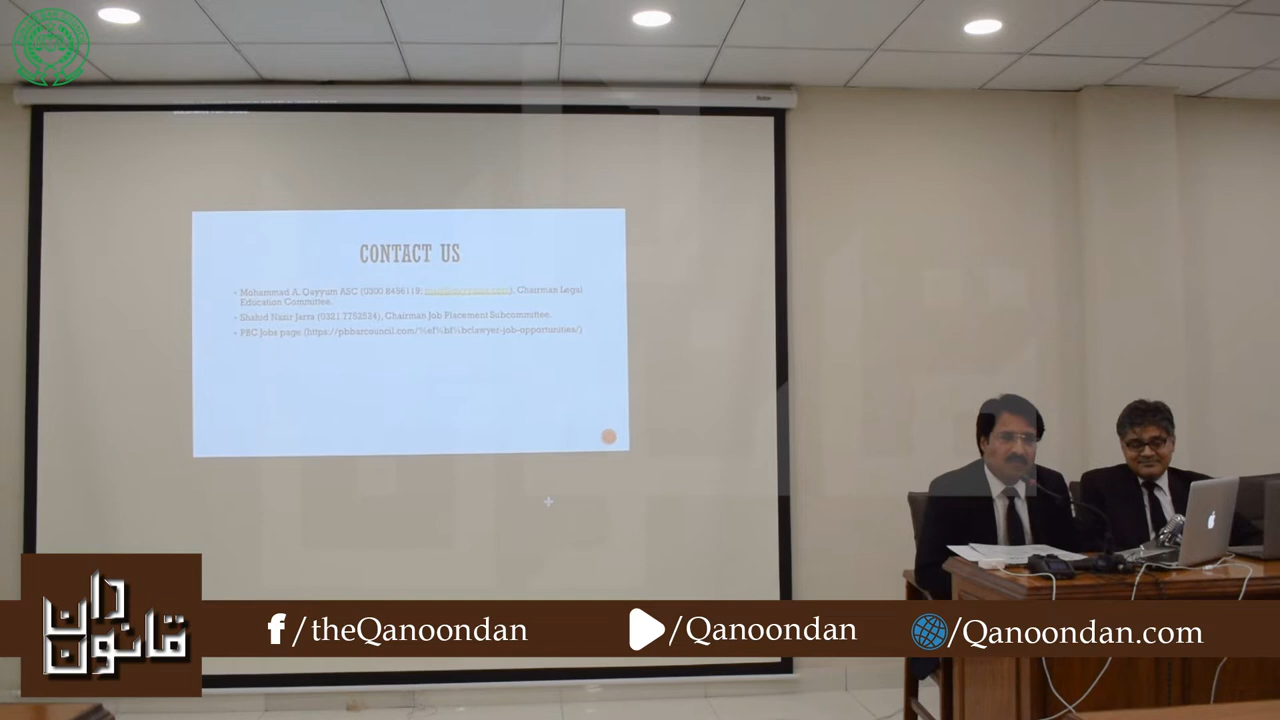 CONTACT US
Mohammad A. Qayyum ASC (0300 8456119; ), Chairman Legal
Education Committee.
Shahid Nazir Jarra (0321 7752524), Chairman Job Placement Subcommittee.
PBC Jobs page (https://pbbarcouncil.com/%ef%bf%bclawyer-job-opportunities/)
قانون دان
/theQanoondan
/Qanoondan
/Qanoondan.com